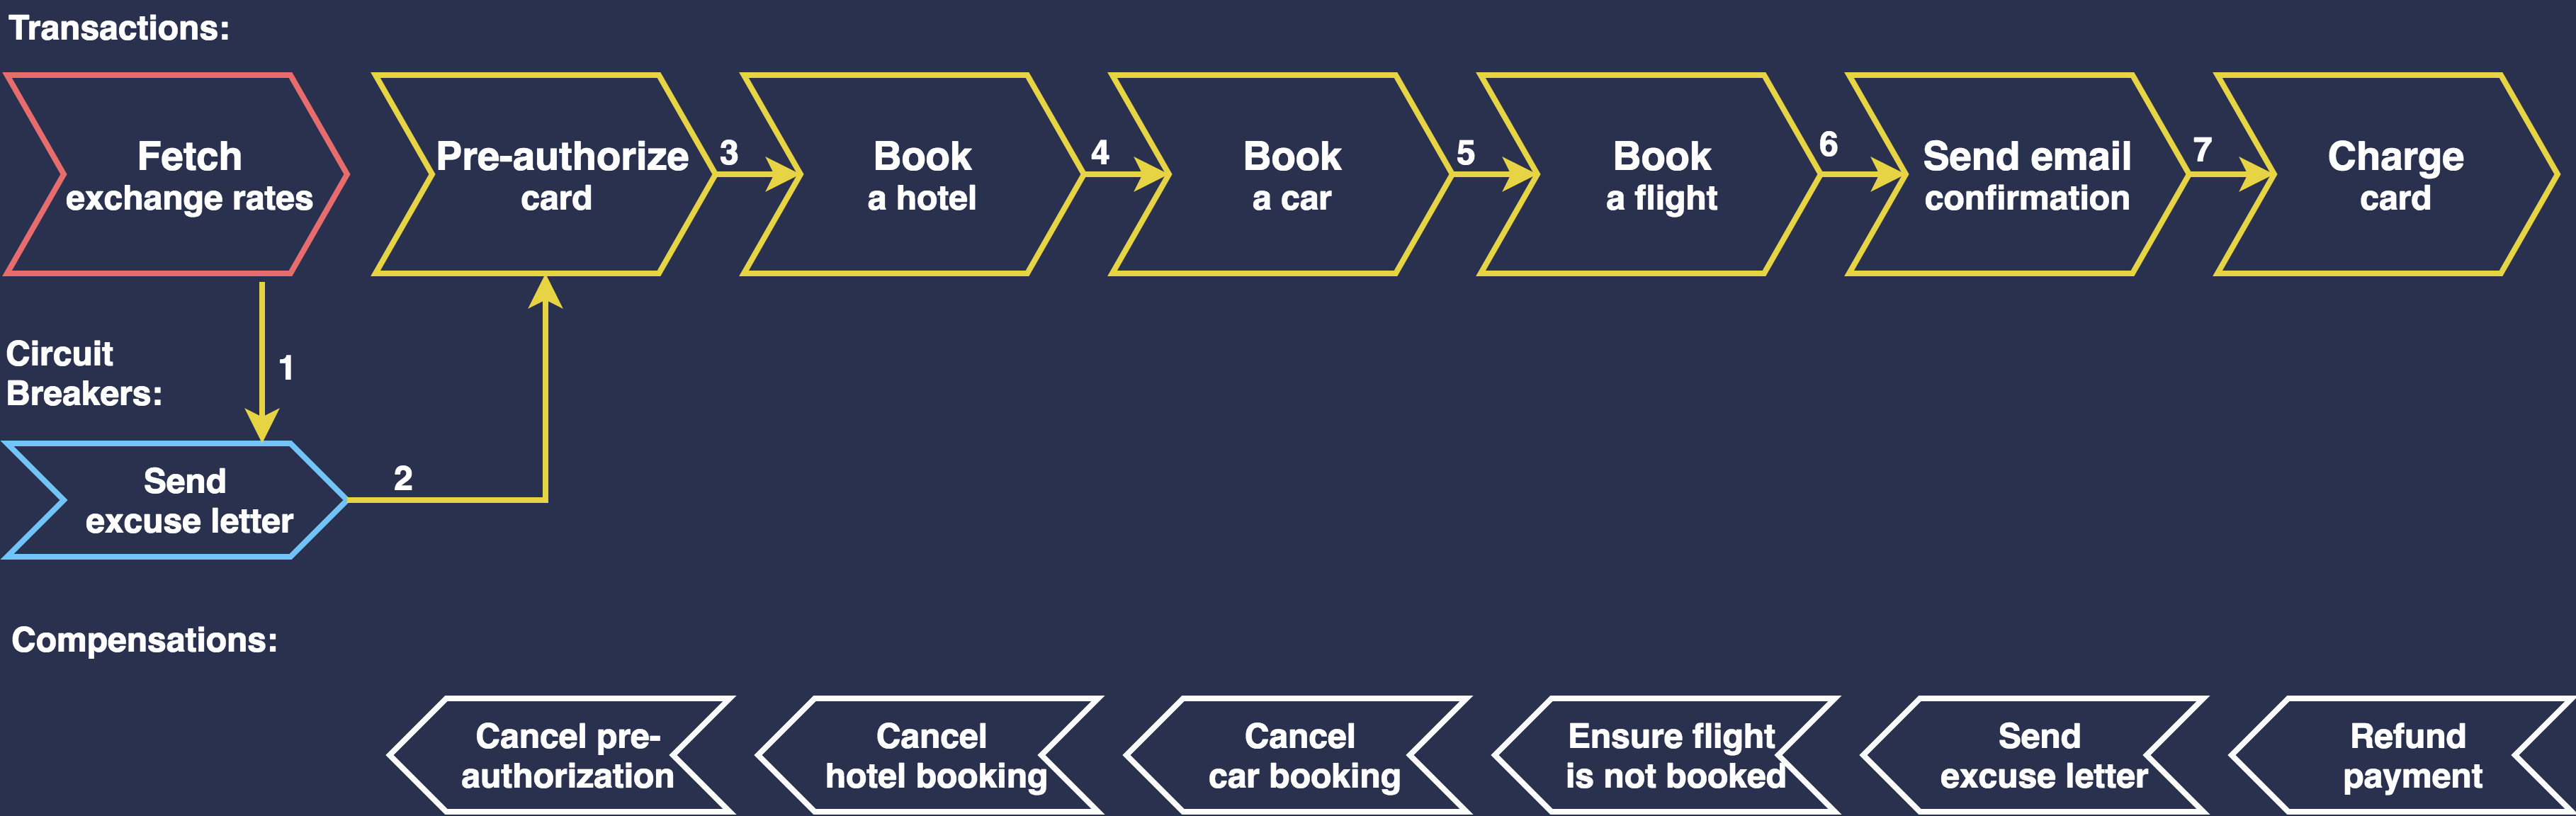 Transactions:
Fetch
exchange rates
Pre-authorize
card
3
Book
a hotel
4
Book
a car
5
Book
a flight
6
Send email
confirmation
7
Charge
card
1
Circuit
Breakers:
Send
excuse letter
2
Compensations:
Cancel pre-
authorization
Cancel
hotel booking
Cancel
car booking
Ensure flight
is not booked
Send
excuse letter
Refund
payment